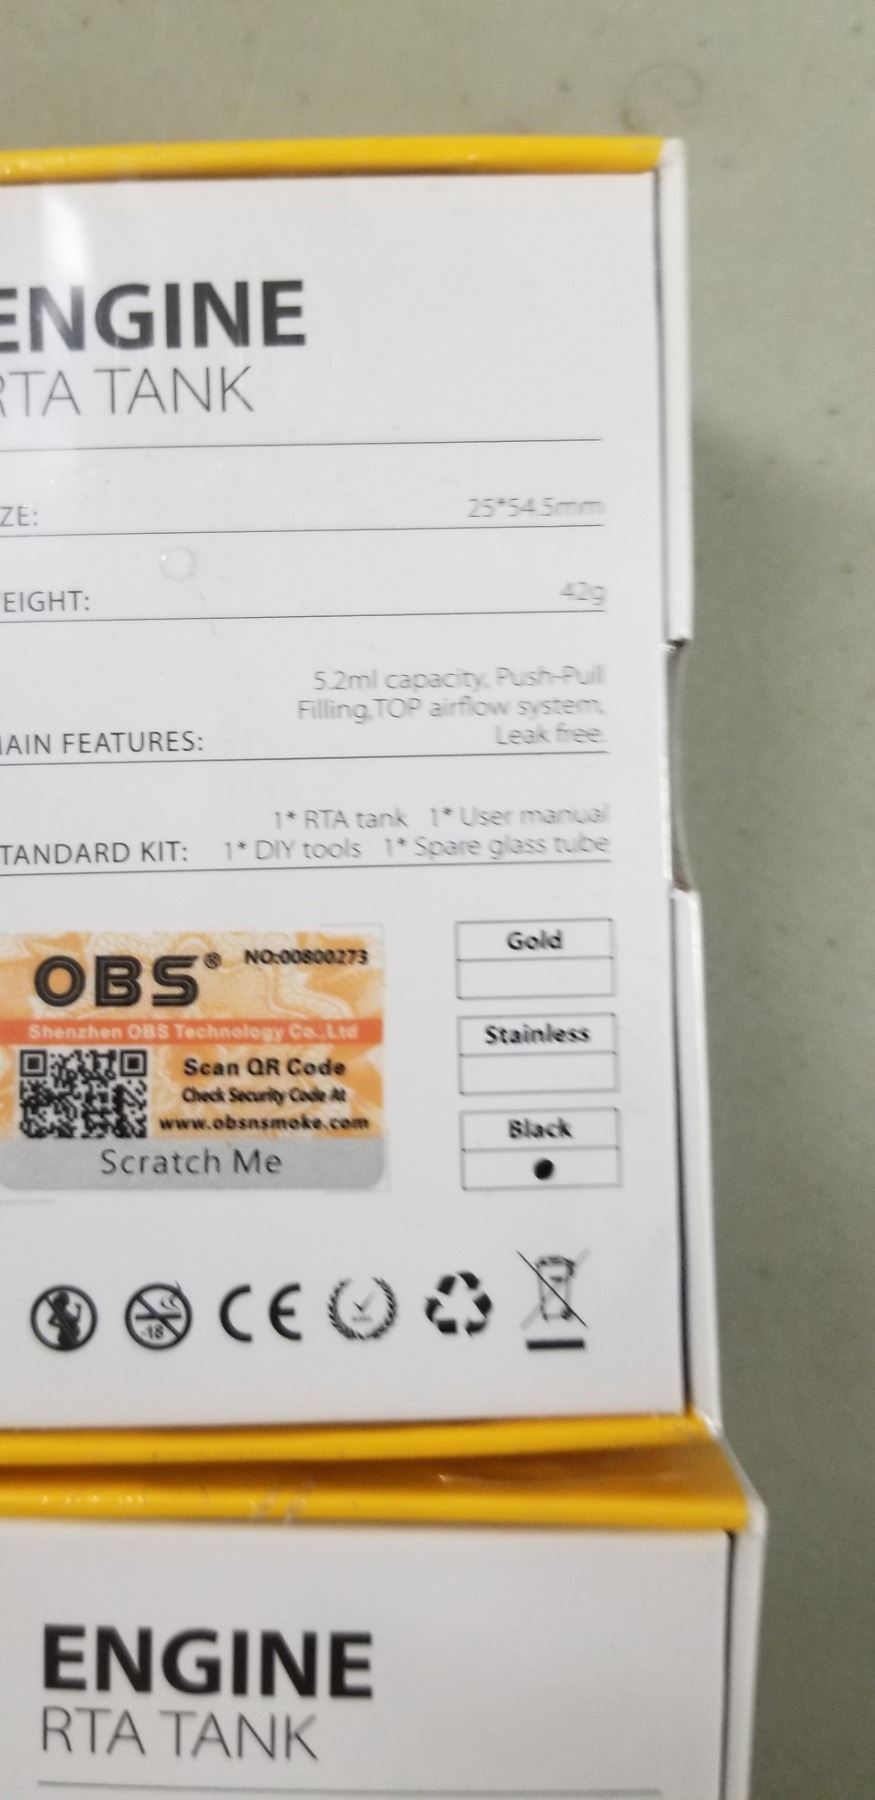 ENGINE
RTA TANK
ZE: 25*54.5mm
EIGHT: 42g
5.2ml capacity, Push-Pull
Filling,TOP airflow system,
AIN FEATURES: Leak free.
1* RTA tank 1* User manual
TANDARD KIT: 1* DIY tools 1* Spare glass tube
OBS® NO:00800273
Shenzhen OBS Technology Co.,Ltd
Scan QR Code
Check Security Code At
www.obsnsmoke.com
Scratch Me
Gold
Stainless
Black
-18
CE
ENGINE
RTA TANK